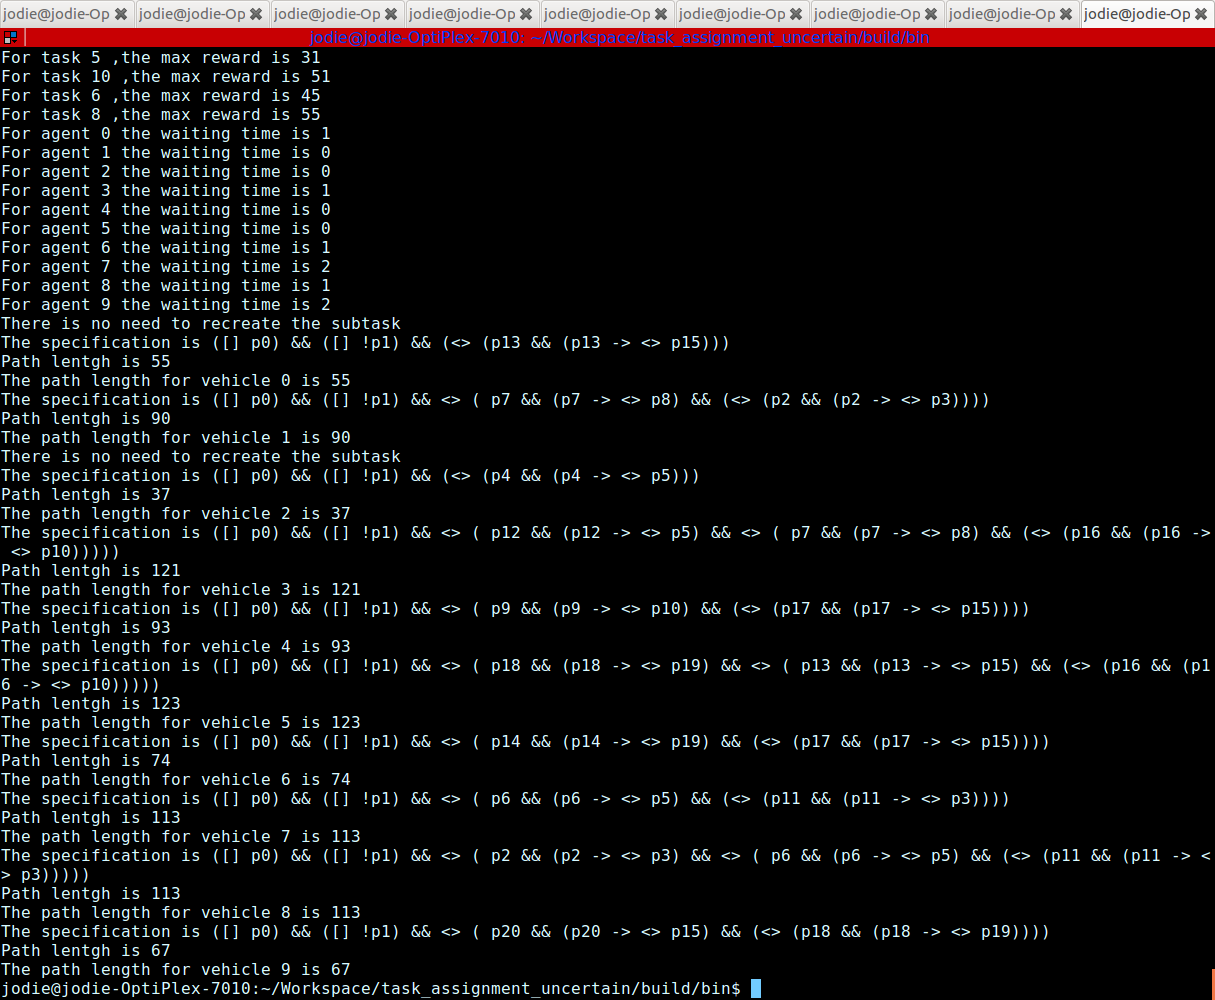 jodie@jodie-Op jodie@jodie-Op jodie@jodie-Op jodie@jodie-Op jodie@jodie-Op jodie@jodie-Op jodie@jodie-Op jodie@jodie-Op jodie@jodie-Op
jodie@jodie-OptiPlex-7010: ~/Workspace/task_assignment_uncertain/build/bin
For task 5 ,the max reward is 31
For task 10 ,the max reward is 51
For task 6 ,the max reward is 45
For task 8 ,the max reward is 55
For agent 0 the waiting time is 1
For agent 1 the waiting time is 0
For agent 2 the waiting time is 0
For agent 3 the waiting time is 1
For agent 4 the waiting time is 0
For agent 5 the waiting time is 0
For agent 6 the waiting time is 1
For agent 7 the waiting time is 2
For agent 8 the waiting time is 1
For agent 9 the waiting time is 2
There is no need to recreate the subtask
The specification is ([] p0) && ([] !p1) && (<> (p13 && (p13 -> <> p15)))
Path lentgh is 55
The path length for vehicle 0 is 55
The specification is ([] p0) && ([] !p1) && <> ( p7 && (p7 -> <> p8) && (<> (p2 && (p2 -> <> p3))))
Path lentgh is 90
The path length for vehicle 1 is 90
There is no need to recreate the subtask
The specification is ([] p0) && ([] !p1) && (<> (p4 && (p4 -> <> p5)))
Path lentgh is 37
The path length for vehicle 2 is 37
The specification is ([] p0) && ([] !p1) && <> ( p12 && (p12 -> <> p5) && <> ( p7 && (p7 -> <> p8) && (<> (p16 && (p16 ->
 <> p10)))))
Path lentgh is 121
The path length for vehicle 3 is 121
The specification is ([] p0) && ([] !p1) && <> ( p9 && (p9 -> <> p10) && (<> (p17 && (p17 -> <> p15))))
Path lentgh is 93
The path length for vehicle 4 is 93
The specification is ([] p0) && ([] !p1) && <> ( p18 && (p18 -> <> p19) && <> ( p13 && (p13 -> <> p15) && (<> (p16 && (p1
6 -> <> p10)))))
Path lentgh is 123
The path length for vehicle 5 is 123
The specification is ([] p0) && ([] !p1) && <> ( p14 && (p14 -> <> p19) && (<> (p17 && (p17 -> <> p15))))
Path lentgh is 74
The path length for vehicle 6 is 74
The specification is ([] p0) && ([] !p1) && <> ( p6 && (p6 -> <> p5) && (<> (p11 && (p11 -> <> p3))))
Path lentgh is 113
The path length for vehicle 7 is 113
The specification is ([] p0) && ([] !p1) && <> ( p2 && (p2 -> <> p3) && <> ( p6 && (p6 -> <> p5) && (<> (p11 && (p11 -> <
> p3)))))
Path lentgh is 113
The path length for vehicle 8 is 113
The specification is ([] p0) && ([] !p1) && <> ( p20 && (p20 -> <> p15) && (<> (p18 && (p18 -> <> p19))))
Path lentgh is 67
The path length for vehicle 9 is 67
jodie@jodie-OptiPlex-7010:~/Workspace/task_assignment_uncertain/build/bin$